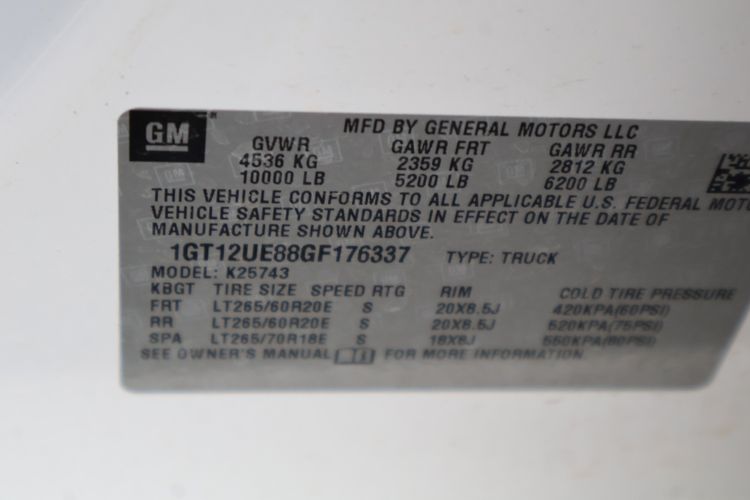 GM
MFD BY GENERAL MOTORS LLC
GVWR GAWR FRT GAWR RR
4536 KG 2359 KG 2812 KG
10000 LB 5200 LB 6200 LB
THIS VEHICLE CONFORMS TO ALL APPLICABLE U.S. FEDERAL MOTO
VEHICLE SAFETY STANDARDS IN EFFECT ON THE DATE OF
MANUFACTURE SHOWN ABOVE.
1GT12UE88GF176337 TYPE: TRUCK
MODEL: K25743
KBGT TIRE SIZE SPEED RTG RIM COLD TIRE PRESSURE
FRT LT265/60R20E S 20X8.5J 420KPA(60PSI)
RR LT265/60R20E S 20X8.5J 520KPA(75PSI)
SPA LT265/70R18E S 18X8J 550KPA(80PSI)
SEE OWNER'S MANUAL FOR MORE INFORMATION.